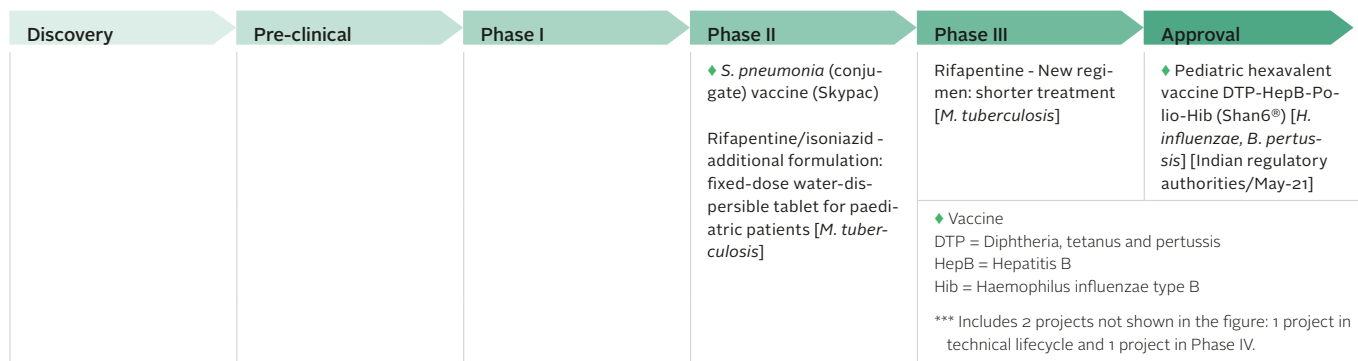 Discovery
Pre-clinical
Phase I
Phase II
Phase III
Approval
♦ S. pneumonia (conju-
gate) vaccine (Skypac)
Rifapentine/isoniazid -
additional formulation:
fixed-dose water-dis-
persible tablet for paedi-
atric patients [M. tuber-
culosis]
Rifapentine - New regi-
men: shorter treatment
[M. tuberculosis]
♦ Pediatric hexavalent
vaccine DTP-HepB-Po-
lio-Hib (Shan6®) [H.
influenzae, B. pertus-
sis] [Indian regulatory
authorities/May-21]
♦ Vaccine
DTP = Diphtheria, tetanus and pertussis
HepB = Hepatitis B
Hib = Haemophilus influenzae type B
*** Includes 2 projects not shown in the figure: 1 project in
technical lifecycle and 1 project in Phase IV.